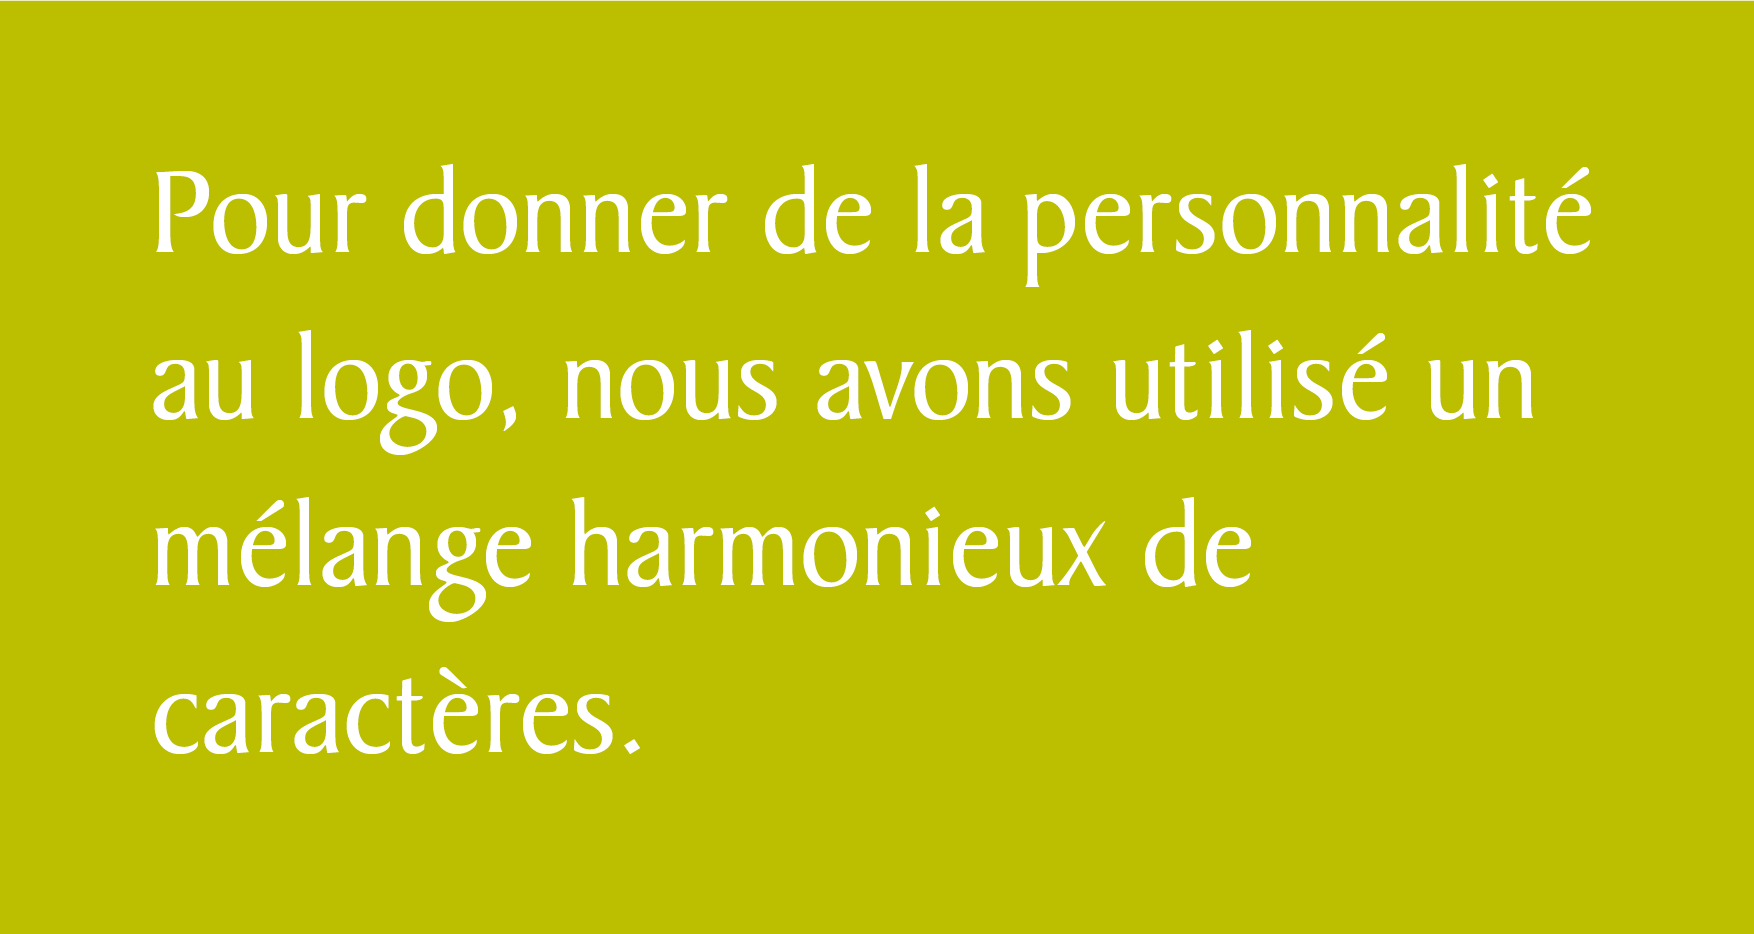 Pour donner de la personnalité
au logo, nous avons utilisé un
mélange harmonieux de
caractères.